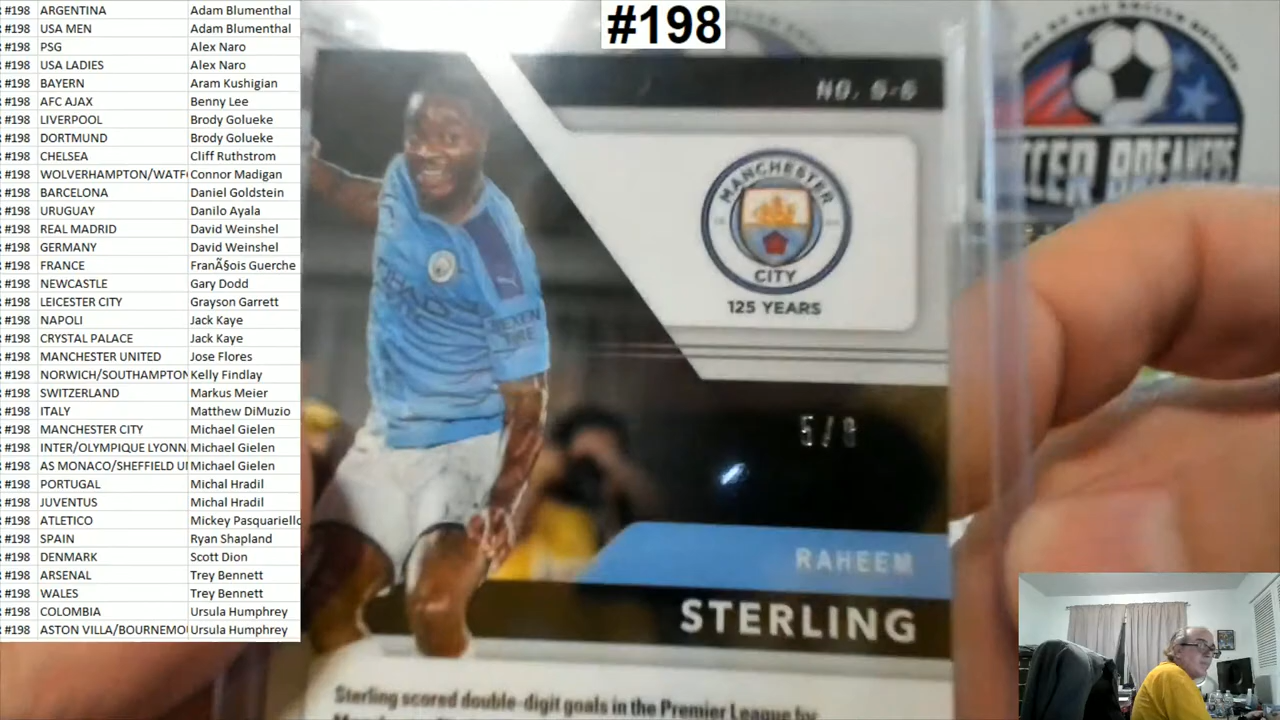 #198
#198 ARGENTINA Adam Blumenthal
#198 USA MEN Adam Blumenthal
#198 PSG Alex Naro
#198 USA LADIES Alex Naro
#198 BAYERN Aram Kushigian
#198 AFC AJAX Benny Lee
#198 LIVERPOOL Brody Golueke
#198 DORTMUND Brody Golueke
#198 CHELSEA Cliff Ruthstrom
#198 WOLVERHAMPTON/WATF Connor Madigan
#198 BARCELONA Daniel Goldstein
#198 URUGUAY Danilo Ayala
#198 REAL MADRID David Weinshel
#198 GERMANY David Weinshel
#198 FRANCE FranÃ§ois Guerche
#198 NEWCASTLE Gary Dodd
#198 LEICESTER CITY Grayson Garrett
#198 NAPOLI Jack Kaye
#198 CRYSTAL PALACE Jack Kaye
#198 MANCHESTER UNITED Jose Flores
#198 NORWICH/SOUTHAMPTON Kelly Findlay
#198 SWITZERLAND Markus Meier
#198 ITALY Matthew DiMuzio
#198 MANCHESTER CITY Michael Gielen
#198 INTER/OLYMPIQUE LYONN Michael Gielen
#198 AS MONACO/SHEFFIELD U Michael Gielen
#198 PORTUGAL Michal Hradil
#198 JUVENTUS Michal Hradil
#198 ATLETICO Mickey Pasquariello
#198 SPAIN Ryan Shapland
#198 DENMARK Scott Dion
#198 ARSENAL Trey Bennett
#198 WALES Trey Bennett
#198 COLOMBIA Ursula Humphrey
#198 ASTON VILLA/BOURNEMO Ursula Humphrey
MANCHESTER
CITY
125 YEARS
5/8
RAHEEM
STERLING
Sterling scored double-digit goals in the Premier League for